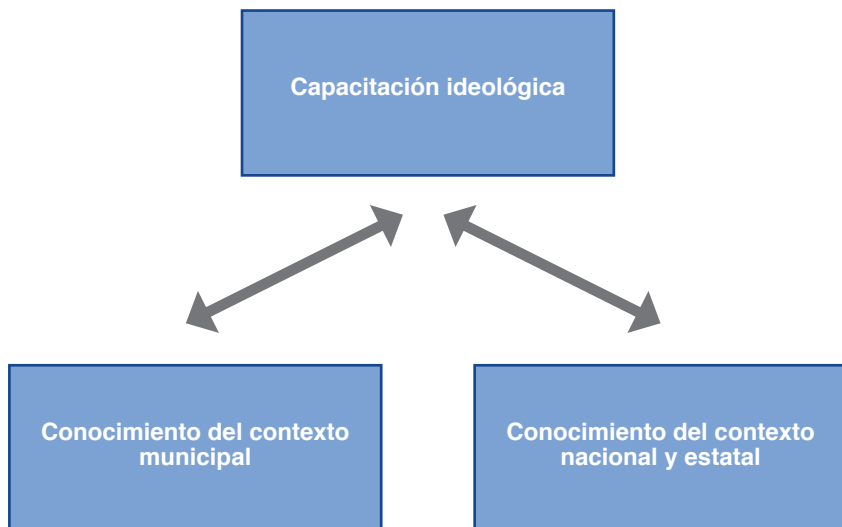 Capacitación ideológica
Conocimiento del contexto
municipal
Conocimiento del contexto
nacional y estatal